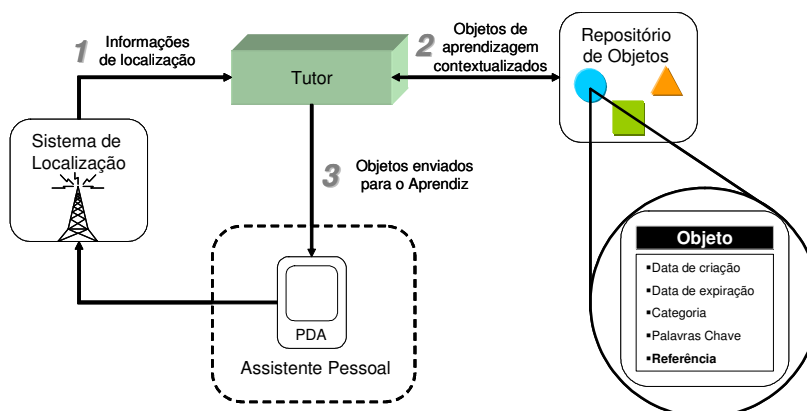 1
Informações
de localização
Tutor
2
Objetos de
aprendizagem
contextualizados
Repositório
de Objetos
Sistema de
Localização
3
Objetos enviados
para o Aprendiz
PDA
Assistente Pessoal
Objeto
▪Data de criação
▪Data de expiração
▪Categoria
▪Palavras Chave
▪Referência